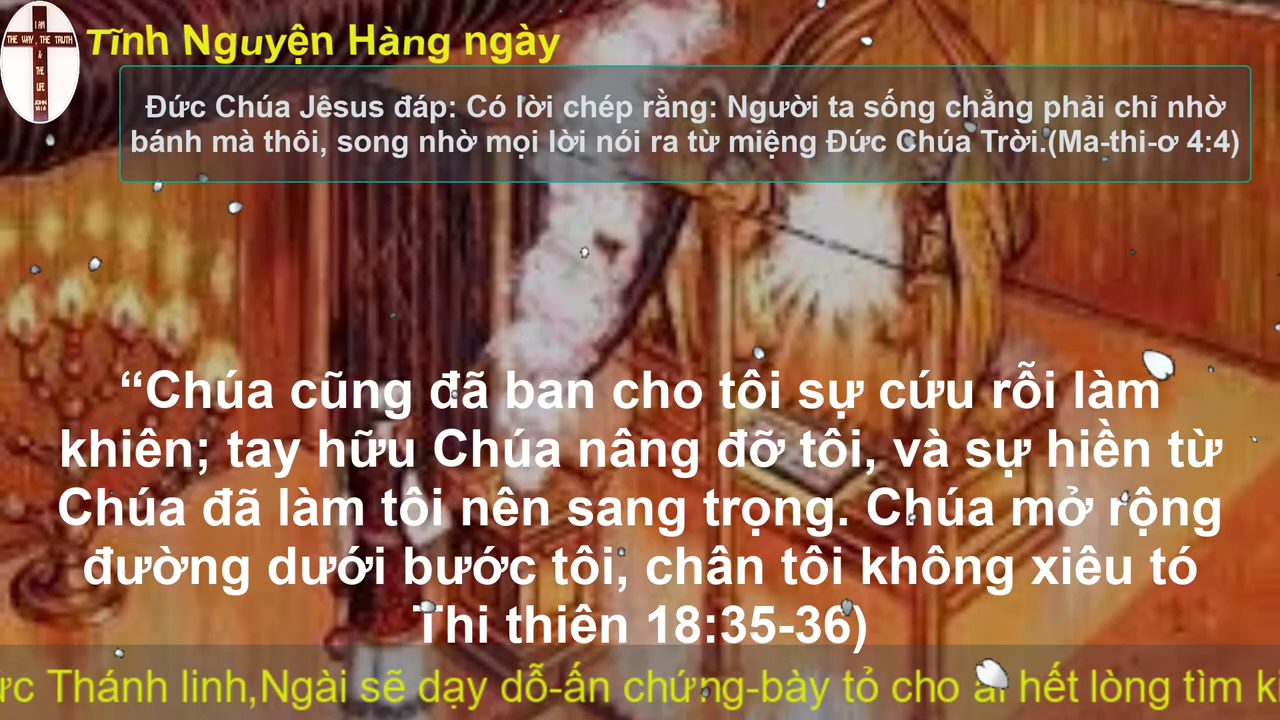 I AM
THE WAY, THE TRUTH
&
THE
LIFE
JOHN
Tĩnh Nguyện Hàng ngày
Đức Chúa Jêsus đáp: Có lời chép rằng: Người ta sống chẳng phải chỉ nhờ
bánh mà thôi, song nhờ mọi lời nói ra từ miệng Đức Chúa Trời.(Ma-thi-ơ 4:4)
“Chúa cũng đã ban cho tôi sự cứu rỗi làm
khiên; tay hữu Chúa nâng đỡ tôi, và sự hiền từ
Chúa đã làm tôi nên sang trọng. Chúa mở rộng
đường dưới bước tôi, chân tôi không xiêu tó
Thi thiên 18:35-36)
Thánh linh,Ngài sẽ dạy dỗ-ấn chứng-bày tỏ cho ai hết lòng tìm